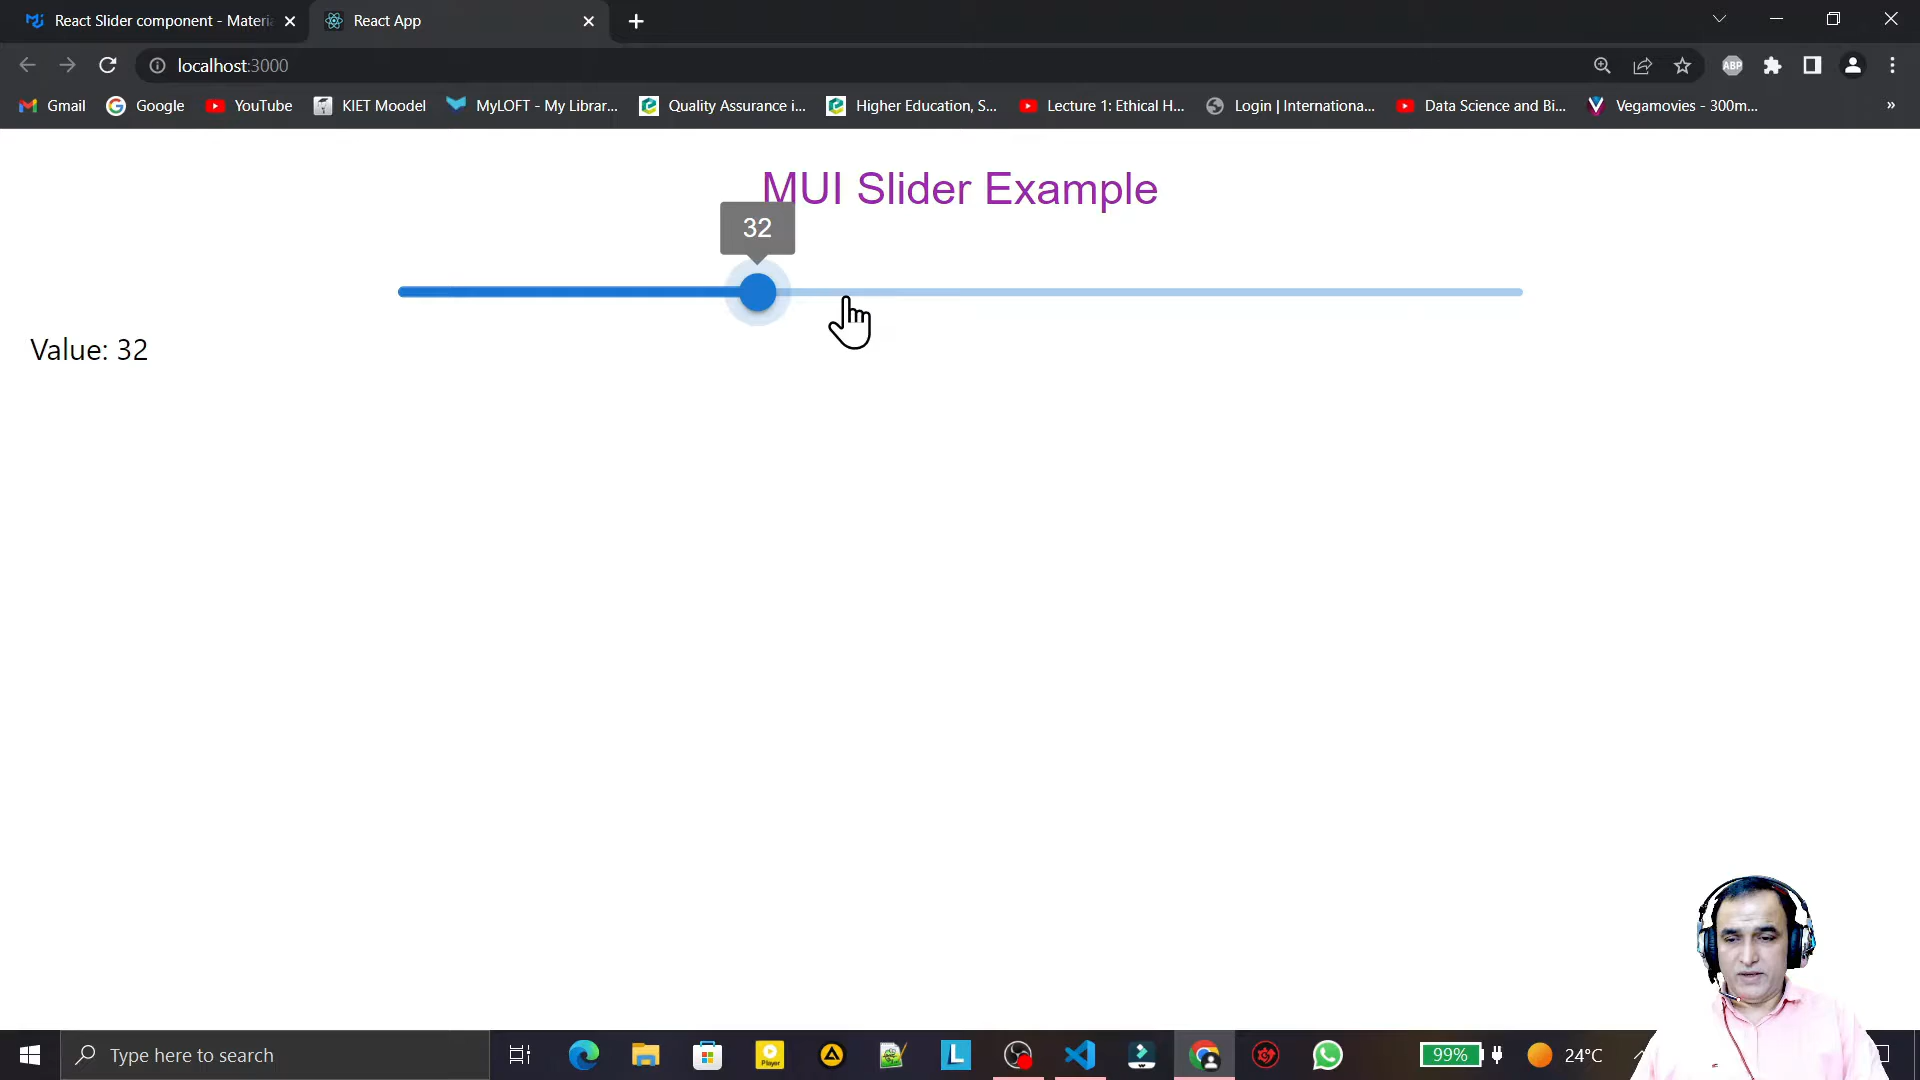 React Slider component - Materi
React App
localhost:3000
ABP
Gmail
Google
YouTube
KIET Moodel
MyLOFT - My Librar...
Quality Assurance i...
Higher Education, S...
Lecture 1: Ethical H...
Login | Internationa...
Data Science and Bi...
Vegamovies - 300m...
»
MUI Slider Example
32
Value: 32
Type here to search
Player
L
99%
24°C